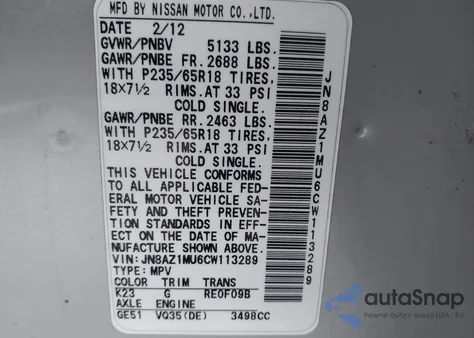 MFD BY NISSAN MOTOR CO.,LTD.
DATE 2/12
GVWR/PNBV 5133 LBS.
GAWR/PNBE FR. 2688 LBS.
WITH P235/65R18 TIRES,
18X7½ RIMS.AT 33 PSI
COLD SINGLE.
GAWR/PNBE RR. 2463 LBS.
WITH P235/65R18 TIRES,
18X7½ RIMS.AT 33 PSI
COLD SINGLE.
THIS VEHICLE CONFORMS
TO ALL APPLICABLE FED-
ERAL MOTOR VEHICLE SA-
FETY AND THEFT PREVEN-
TION STANDARDS IN EFF-
ECT ON THE DATE OF MA-
NUFACTURE SHOWN ABOVE.
VIN: JN8AZ1MU6CW113289
TYPE: MPV
COLOR TRIM TRANS
K23 G RE0F09B
AXLE ENGINE
GE51 VQ35(DE) 3498CC
JN8AZ1MU6CW113289
autoSnap
Pewne auto z USA